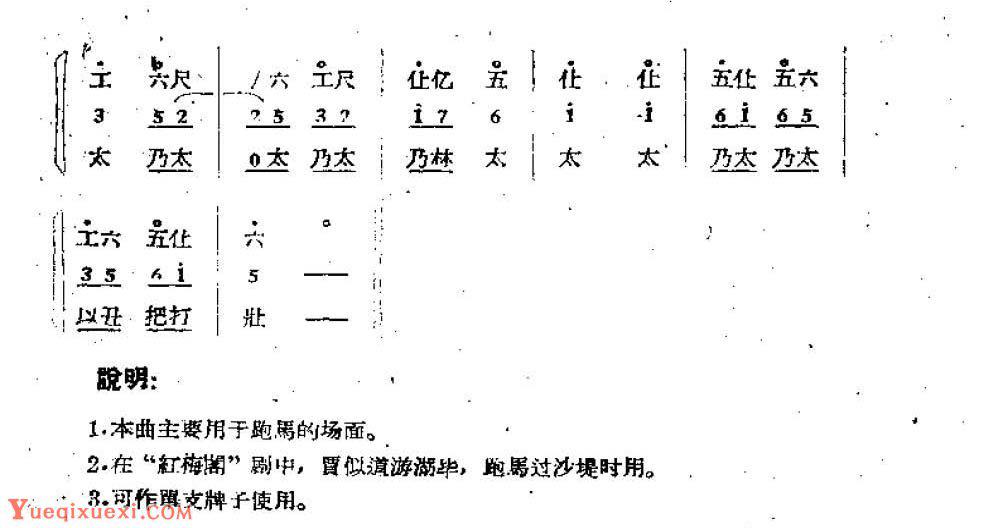 工 六尺 / 六 工尺 仩亿 五 仩 仩 五仩 五六
3 5 2 2 5 3 2 i 7 6 i i 6 i 6 5
太 乃太 0太 乃太 乃林 太 太 太 乃太 乃太
工六 五仩 六
3 5 6 i 5 —
以丑 把打 壯 —
說明:
1.本曲主要用于跑馬的场面。
2.在“紅梅閣”剧中，買似道游湖毕，跑馬过沙堤时用。
3.可作單支牌子使用。
Yueqixuexi.com